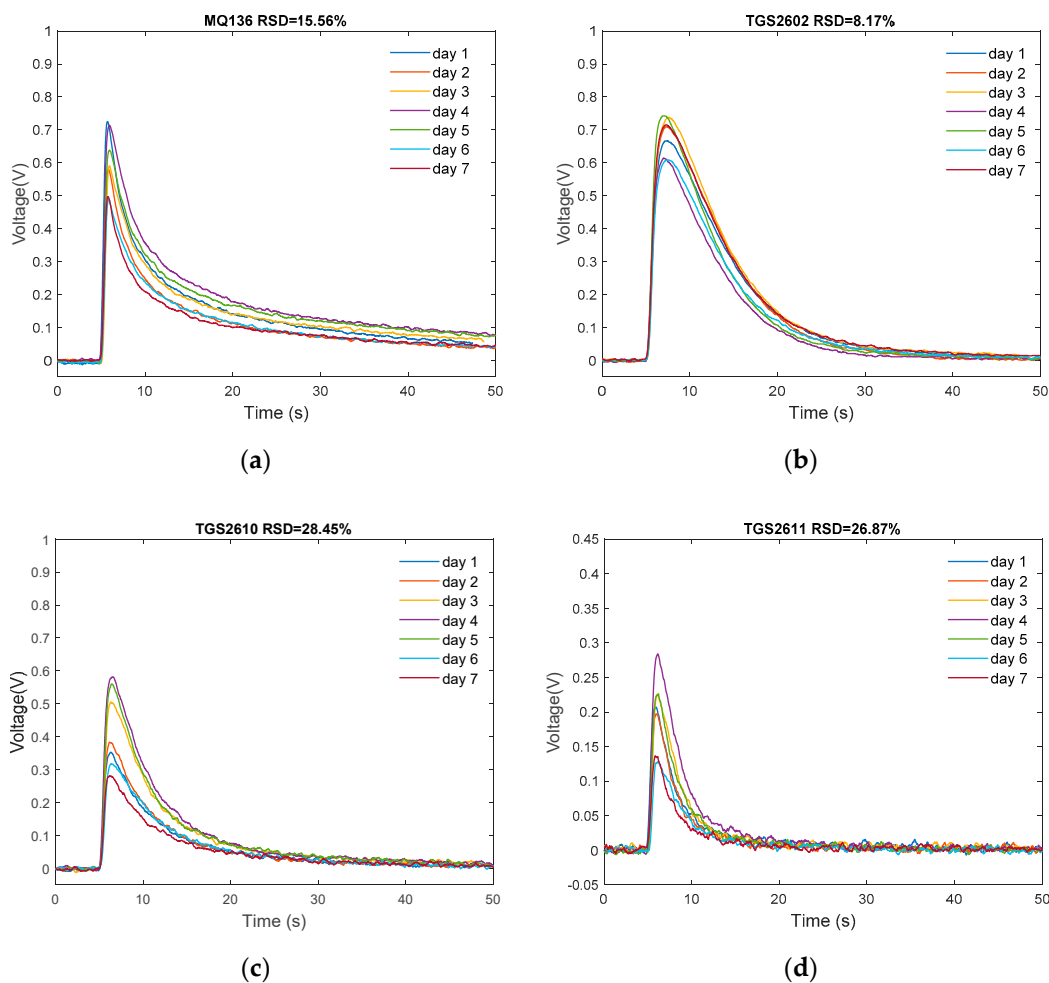 MQ136 RSD=15.56%
1
0.9
0.8
0.7
0.6
0.5
0.4
0.3
0.2
0.1
0
Voltage(V)
day 1
day 2
day 3
day 4
day 5
day 6
day 7
0 10 20 30 40 50
Time (s)
(a)
TGS2602 RSD=8.17%
1
0.9
0.8
0.7
0.6
0.5
0.4
0.3
0.2
0.1
0
Voltage(V)
day 1
day 2
day 3
day 4
day 5
day 6
day 7
0 10 20 30 40 50
Time (s)
(b)
TGS2610 RSD=28.45%
1
0.9
0.8
0.7
0.6
0.5
0.4
0.3
0.2
0.1
0
Voltage(V)
day 1
day 2
day 3
day 4
day 5
day 6
day 7
0 10 20 30 40 50
Time (s)
(c)
TGS2611 RSD=26.87%
0.45
0.4
0.35
0.3
0.25
0.2
0.15
0.1
0.05
0
-0.05
Voltage(V)
day 1
day 2
day 3
day 4
day 5
day 6
day 7
0 10 20 30 40 50
Time (s)
(d)